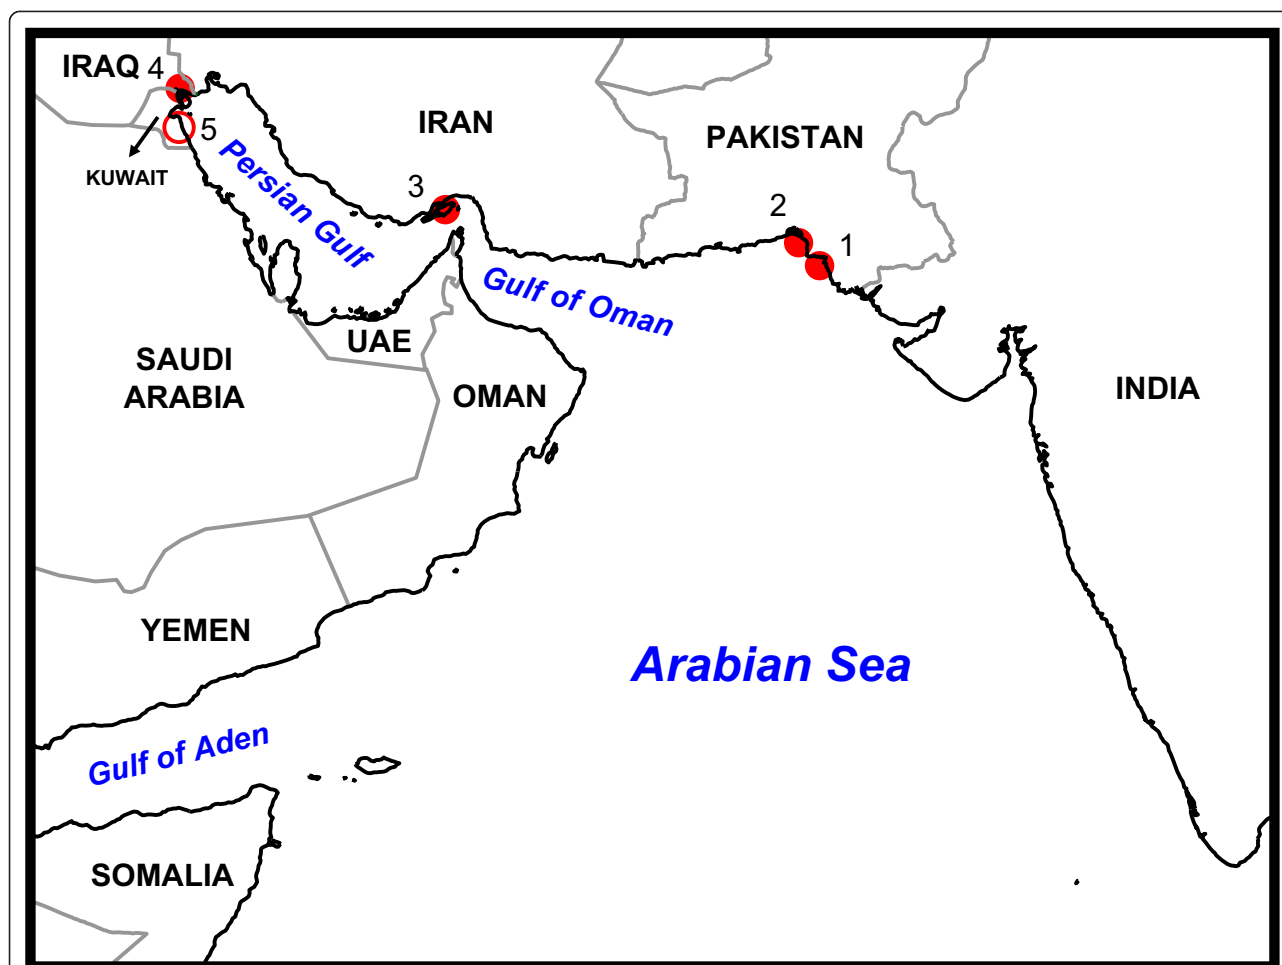 IRAQ
4
5
KUWAIT
IRAN
PAKISTAN
Persian Gulf
3
2
1
Gulf of Oman
UAE
SAUDI
ARABIA
OMAN
INDIA
YEMEN
Arabian Sea
Gulf of Aden
SOMALIA